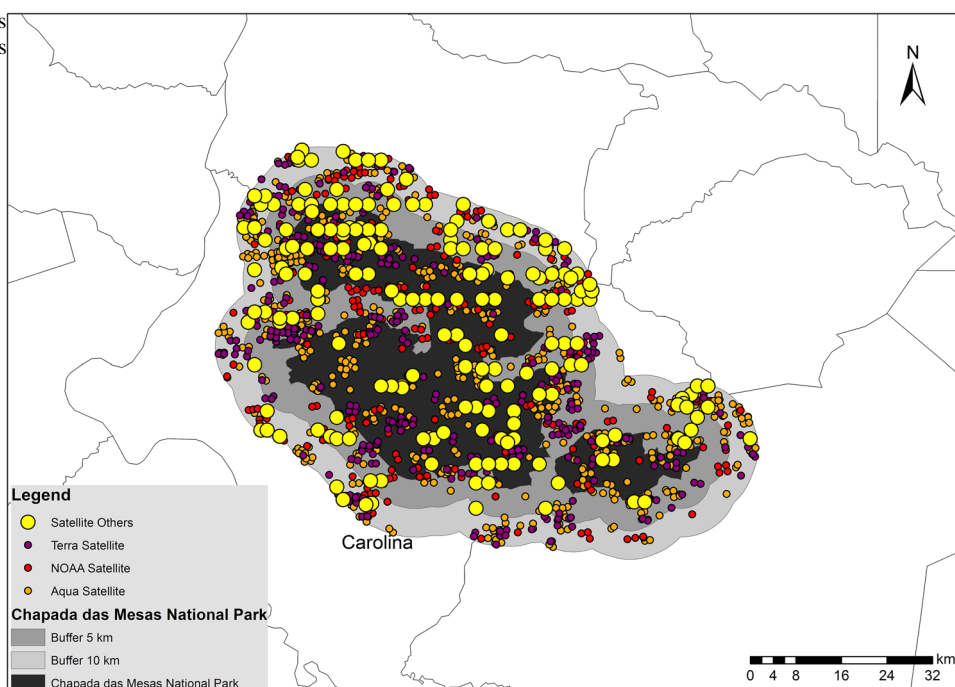 S
S
N
Carolina
Legend
Satellite Others
Terra Satellite
NOAA Satellite
Aqua Satellite
Chapada das Mesas National Park
Buffer 5 km
Buffer 10 km
Chapada das Mesas National Park
km
0 4 8 16 24 32